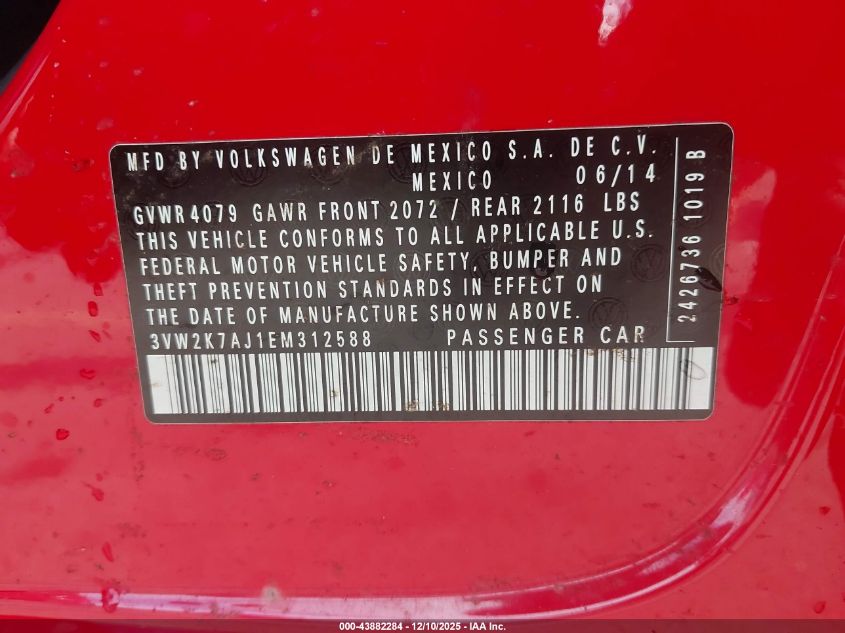 MFD BY VOLKSWAGEN DE MEXICO S.A. DE C.V.
MEXICO 06/14
GVWR4079 GAWR FRONT 2072 / REAR 2116 LBS
THIS VEHICLE CONFORMS TO ALL APPLICABLE U.S.
FEDERAL MOTOR VEHICLE SAFETY, BUMPER AND
THEFT PREVENTION STANDARDS IN EFFECT ON
THE DATE OF MANUFACTURE SHOWN ABOVE.
3VW2K7AJ1EM312588 PASSENGER CAR
2426736 1019 B
000-43882284 - 12/10/2025 - IAA Inc.